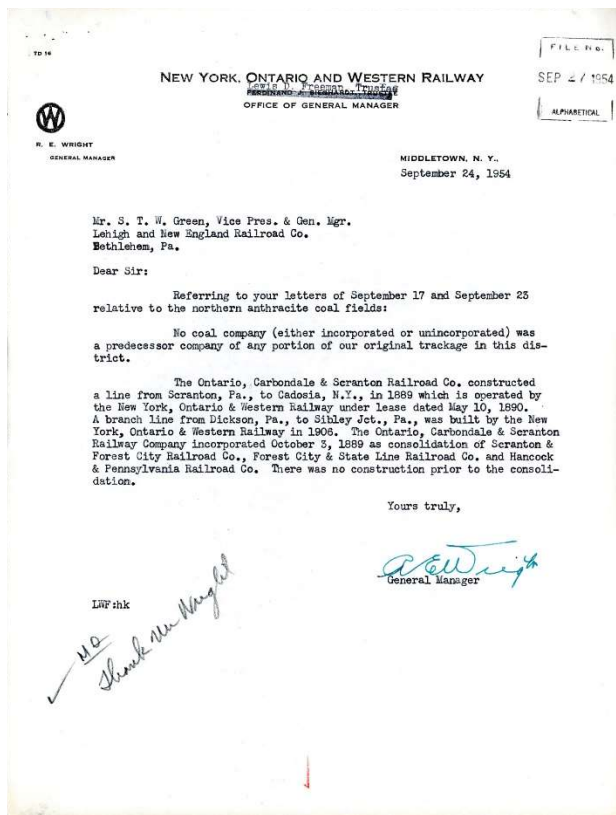 TD 14
FILE No.
SEP 27 1954
ALPHABETICAL
NEW YORK, ONTARIO AND WESTERN RAILWAY
Lewis D. Freeman, Trustee
OFFICE OF GENERAL MANAGER
W
R. E. WRIGHT
GENERAL MANAGER
MIDDLETOWN, N. Y.,
September 24, 1954
Mr. S. T. W. Green, Vice Pres. & Gen. Mgr.
Lehigh and New England Railroad Co.
Bethlehem, Pa.
Dear Sir:
Referring to your letters of September 17 and September 23
relative to the northern anthracite coal fields:
No coal company (either incorporated or unincorporated) was
a predecessor company of any portion of our original trackage in this dis-
trict.
The Ontario, Carbondale & Scranton Railroad Co. constructed
a line from Scranton, Pa., to Cadosia, N.Y., in 1889 which is operated by
the New York, Ontario & Western Railway under lease dated May 10, 1890.
A branch line from Dickson, Pa., to Sibley Jct., Pa., was built by the New
York, Ontario & Western Railway in 1906. The Ontario, Carbondale & Scranton
Railway Company incorporated October 3, 1889 as consolidation of Scranton &
Forest City Railroad Co., Forest City & State Line Railroad Co. and Hancock
& Pennsylvania Railroad Co. There was no construction prior to the consoli-
dation.
Yours truly,
R E Wright
General Manager
LWF:hk
Thank Mr Wright